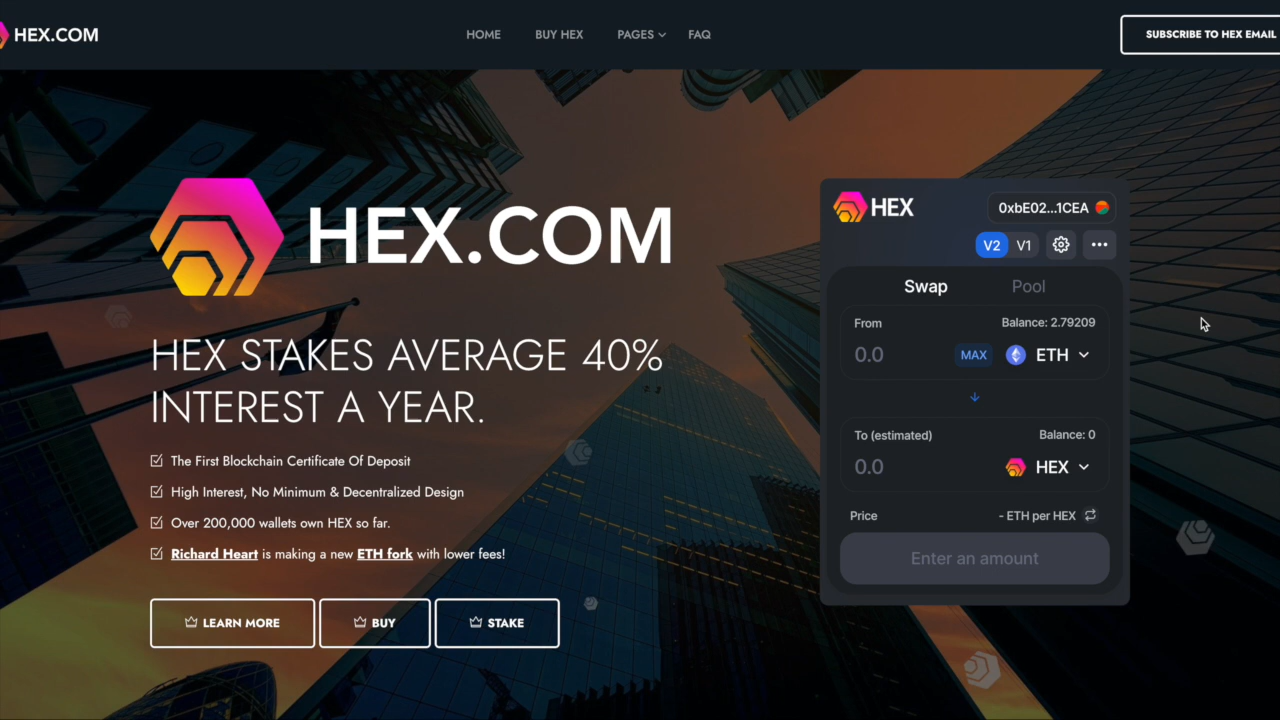 HEX.COM
HOME BUY HEX PAGES FAQ
SUBSCRIBE TO HEX EMAIL
HEX.COM
HEX STAKES AVERAGE 40%
INTEREST A YEAR.
The First Blockchain Certificate Of Deposit
High Interest, No Minimum & Decentralized Design
Over 200,000 wallets own HEX so far.
Richard Heart is making a new ETH fork with lower fees!
LEARN MORE BUY STAKE
HEX 0xbE02...1CEA
V2 V1
Swap Pool
From Balance: 2.79209
0.0 MAX ETH
To (estimated) Balance: 0
0.0 HEX
Price - ETH per HEX
Enter an amount